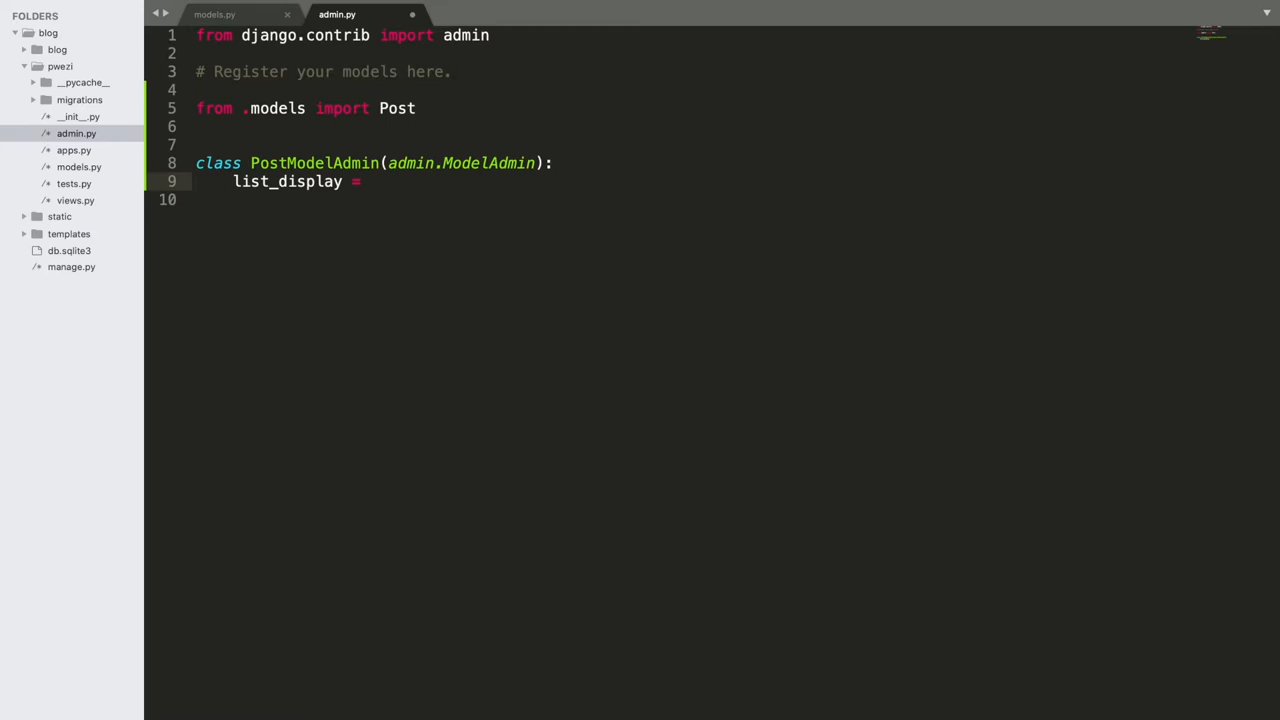 FOLDERS
blog
blog
pwezi
__pycache__
migrations
/* __init__.py
/* admin.py
/* apps.py
/* models.py
/* tests.py
/* views.py
static
templates
db.sqlite3
/* manage.py
models.py × admin.py
1 from django.contrib import admin
2
3 # Register your models here.
4
5 from .models import Post
6
7
8 class PostModelAdmin(admin.ModelAdmin):
9 list_display =
10